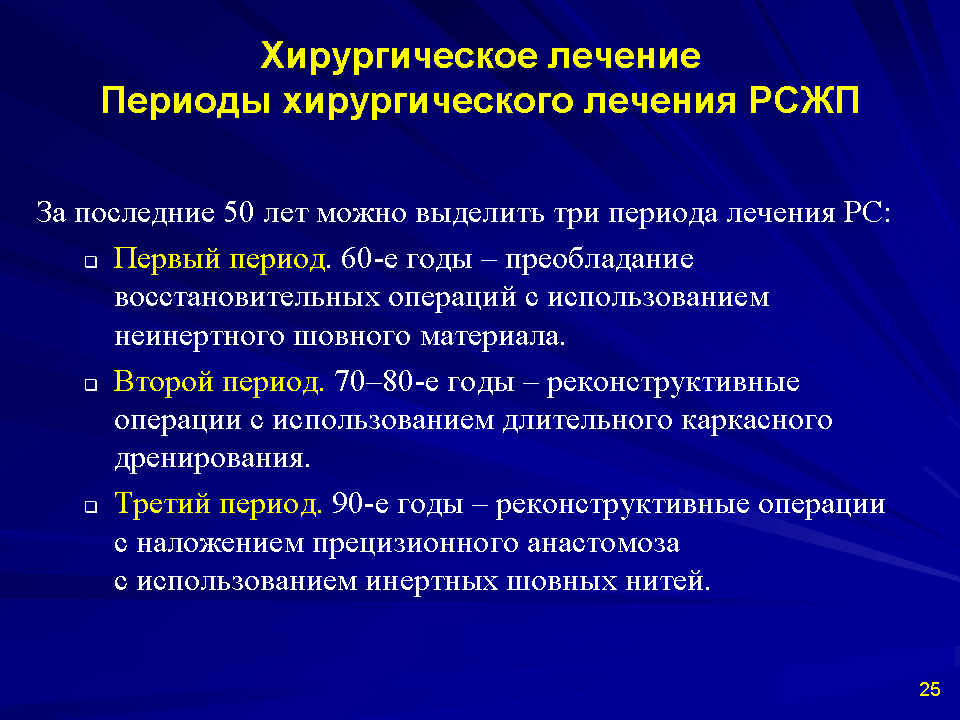 Хирургическое лечение
Периоды хирургического лечения РСЖП
За последние 50 лет можно выделить три периода лечения РС:
Первый период. 60-е годы – преобладание
восстановительных операций с использованием
неинертного шовного материала.
Второй период. 70–80-е годы – реконструктивные
операции с использованием длительного каркасного
дренирования.
Третий период. 90-е годы – реконструктивные операции
с наложением прецизионного анастомоза
с использованием инертных шовных нитей.
25